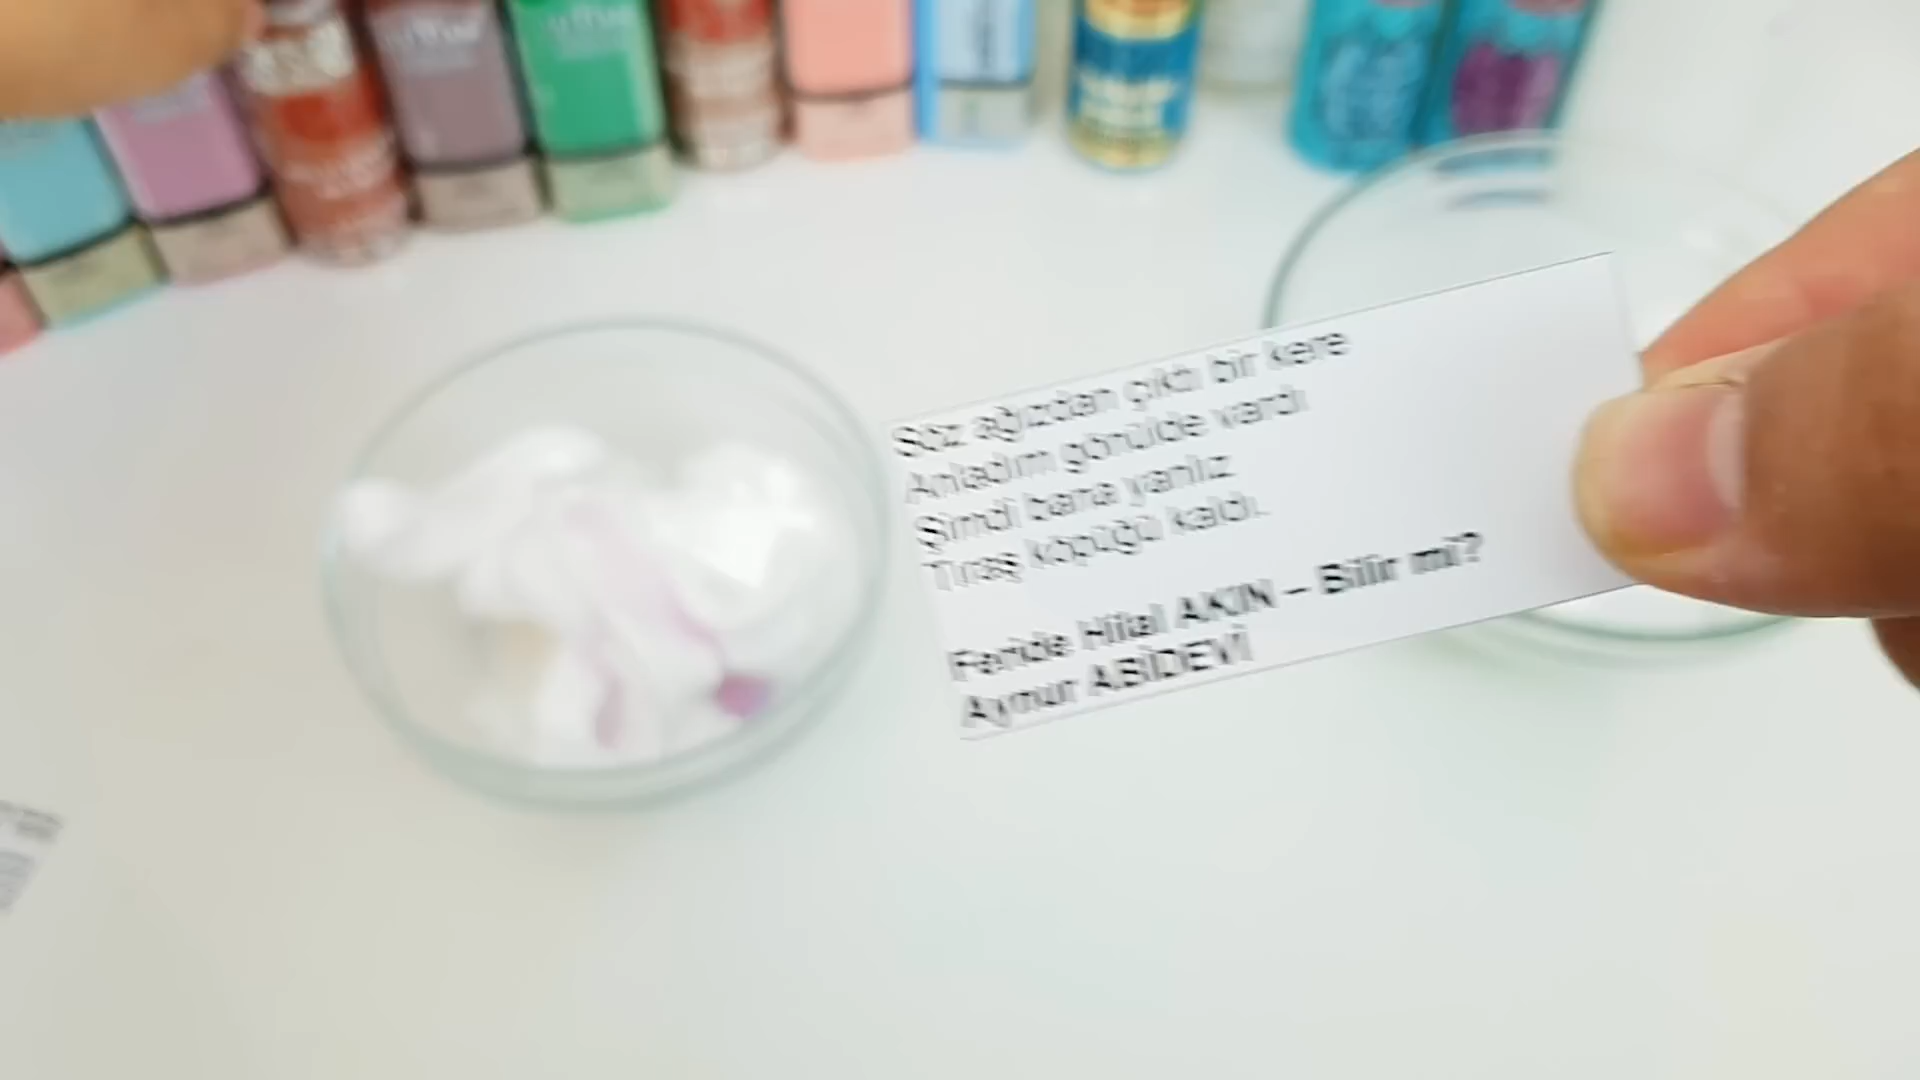 Söz ağızdan çıktı bir kere
Anladım gönülde vardı
Şimdi bana yanlız
Tıraş köpüğü kaldı.
Feride Hilal AKIN – Bilir mi?
Aynur ABİDEVİ